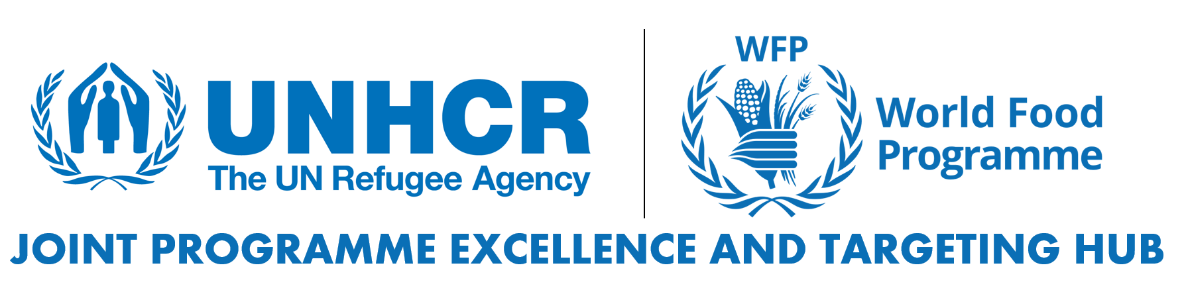 UNHCR
The UN Refugee Agency
WFP
World Food
Programme
JOINT PROGRAMME EXCELLENCE AND TARGETING HUB